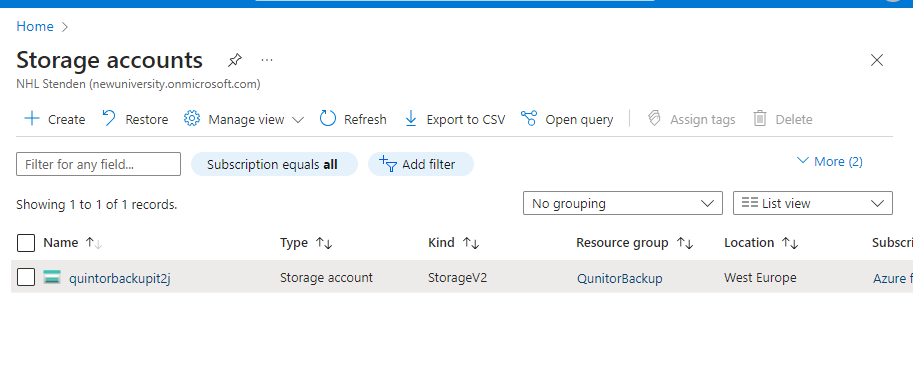 Home
Storage accounts
NHL Stenden (newuniversity.onmicrosoft.com)
Create Restore Manage view Refresh Export to CSV Open query Assign tags Delete
Filter for any field... Subscription equals all Add filter More (2)
Showing 1 to 1 of 1 records. No grouping List view
Name Type Kind Resource group Location Subscri
quintorbackupit2j Storage account StorageV2 QunitorBackup West Europe Azure f